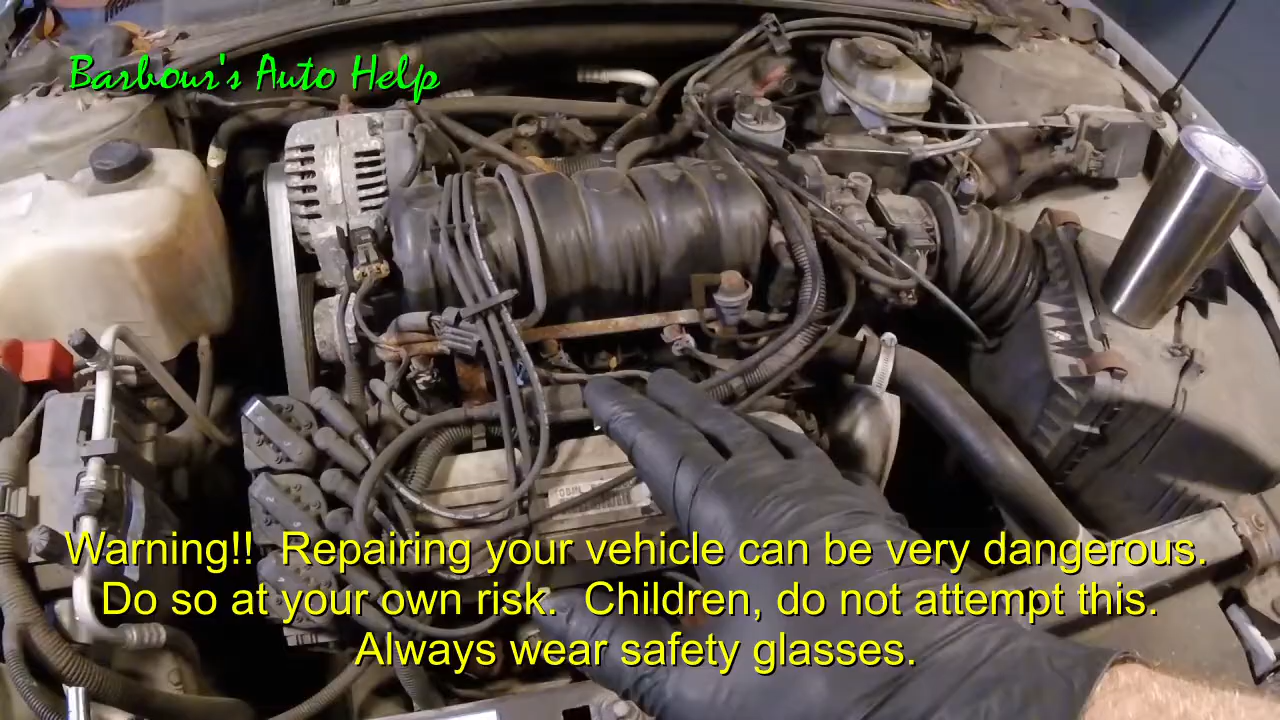 Barbour's Auto Help
Warning!! Repairing your vehicle can be very dangerous.
Do so at your own risk. Children, do not attempt this.
Always wear safety glasses.